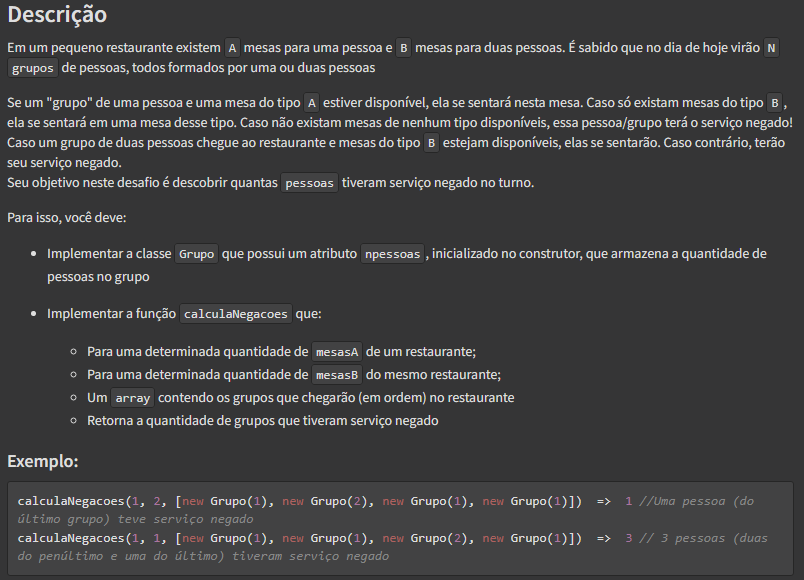 Descrição
Em um pequeno restaurante existem A mesas para uma pessoa e B mesas para duas pessoas. É sabido que no dia de hoje virão N
grupos de pessoas, todos formados por uma ou duas pessoas
Se um "grupo" de uma pessoa e uma mesa do tipo A estiver disponível, ela se sentará nesta mesa. Caso só existam mesas do tipo B ,
ela se sentará em uma mesa desse tipo. Caso não existam mesas de nenhum tipo disponíveis, essa pessoa/grupo terá o serviço negado!
Caso um grupo de duas pessoas chegue ao restaurante e mesas do tipo B estejam disponíveis, elas se sentarão. Caso contrário, terão
seu serviço negado.
Seu objetivo neste desafio é descobrir quantas pessoas tiveram serviço negado no turno.
Para isso, você deve:
• Implementar a classe Grupo que possui um atributo npessoas , inicializado no construtor, que armazena a quantidade de
pessoas no grupo
• Implementar a função calculaNegacoes que:
◦ Para uma determinada quantidade de mesasA de um restaurante;
◦ Para uma determinada quantidade de mesasB do mesmo restaurante;
◦ Um array contendo os grupos que chegarão (em ordem) no restaurante
◦ Retorna a quantidade de grupos que tiveram serviço negado
Exemplo:
calculaNegacoes(1, 2, [new Grupo(1), new Grupo(2), new Grupo(1), new Grupo(1)]) => 1 //Uma pessoa (do
último grupo) teve serviço negado
calculaNegacoes(1, 1, [new Grupo(1), new Grupo(1), new Grupo(2), new Grupo(1)]) => 3 // 3 pessoas (duas
do penúltimo e uma do último) tiveram serviço negado